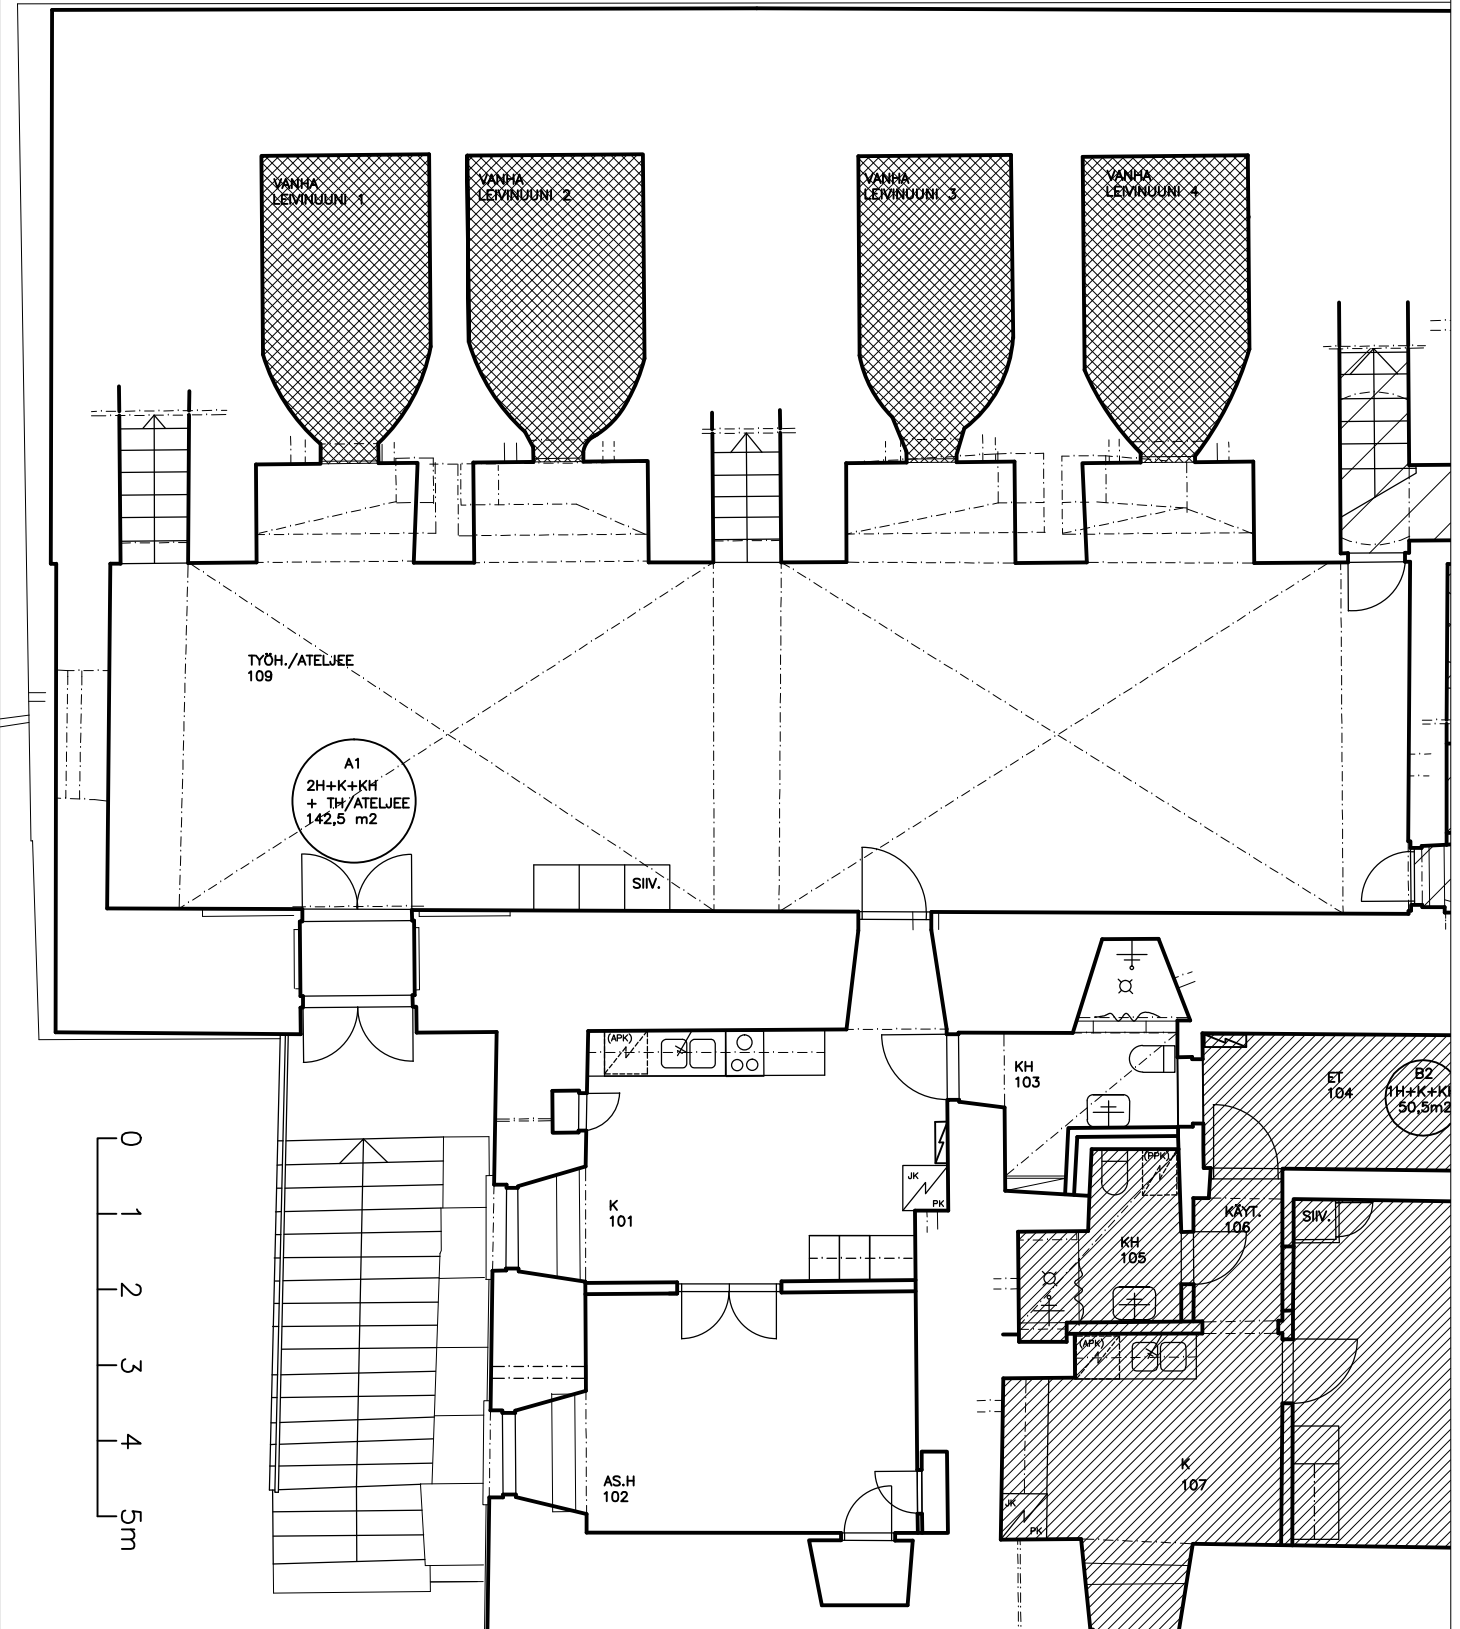 VANHA
LEIVINUUNI 1
VANHA
LEIVINUUNI 2
VANHA
LEIVINUUNI 3
VANHA
LEIVINUUNI 4
TYÖH./ATELJEE
109
A1
2H+K+KH
+ TH/ATELJEE
142,5 m2
SIIV.
(APK)
KH
103
ET
104
B2
1H+K+KH
50,5m2
JK
PK
K
101
(PPK)
KÄYT.
106
SIIV.
KH
105
(APK)
AS.H
102
K
107
JK
PK
0
1
2
3
4
5m